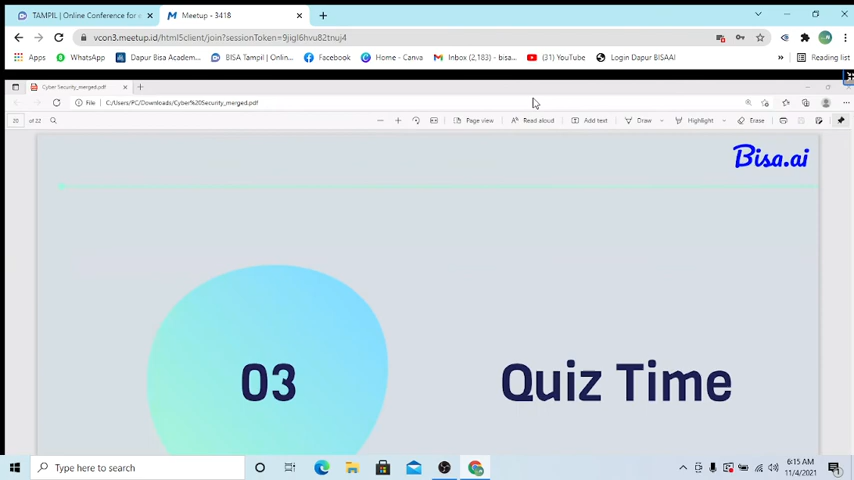 TAMPIL | Online Conference for e
Meetup - 3418
vcon3.meetup.id/html5client/join?sessionToken=9jigl6hvu82tnuj4
Apps
WhatsApp
Dapur Bisa Academ...
BISA Tampil | Onlin...
Facebook
Home - Canva
Inbox (2,183) - bisa...
(31) YouTube
Login Dapur BISAAI
»
Reading list
Cyber Security_merged.pdf
File
C:/Users/PC/Downloads/Cyber%20Security_merged.pdf
20 of 22
Page view
Read aloud
Add text
Draw
Highlight
Erase
Bisa.ai
03
Quiz Time
Type here to search
6:15 AM
11/4/2021